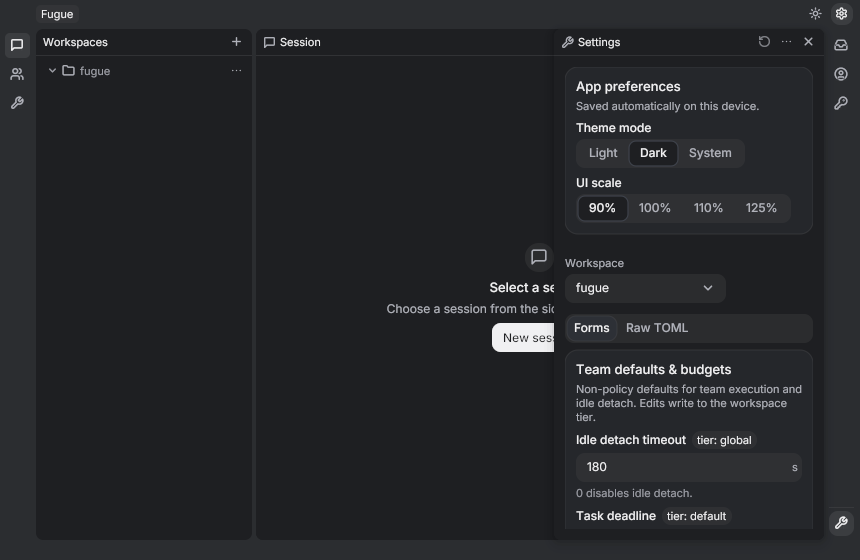 Fugue
Workspaces
fugue
Session
Select a se
Choose a session from the sid
New sess
Settings
App preferences
Saved automatically on this device.
Theme mode
Light Dark System
UI scale
90% 100% 110% 125%
Workspace
fugue
Forms Raw TOML
Team defaults & budgets
Non-policy defaults for team execution and
idle detach. Edits write to the workspace
tier.
Idle detach timeout tier: global
180 s
0 disables idle detach.
Task deadline tier: default